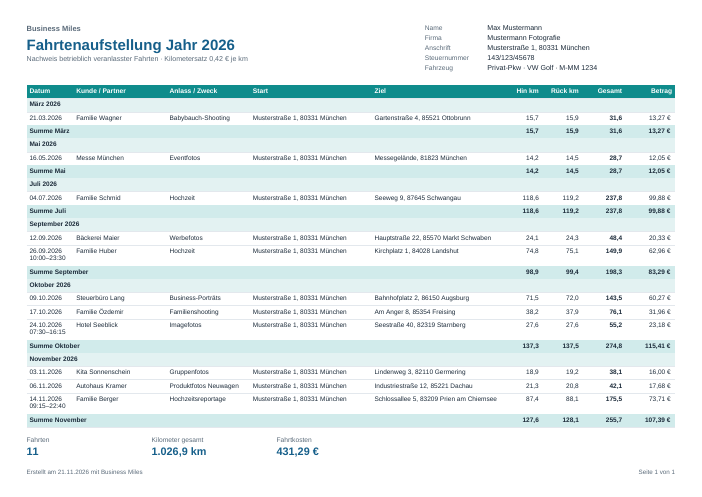 Business Miles
Fahrtenaufstellung Jahr 2026
Nachweis betrieblich veranlasster Fahrten · Kilometersatz 0,42 € je km
Name Max Mustermann
Firma Mustermann Fotografie
Anschrift Musterstraße 1, 80331 München
Steuernummer 143/123/45678
Fahrzeug Privat-Pkw · VW Golf · M-MM 1234
Datum Kunde / Partner Anlass / Zweck Start Ziel Hin km Rück km Gesamt Betrag
März 2026
21.03.2026 Familie Wagner Babybauch-Shooting Musterstraße 1, 80331 München Gartenstraße 4, 85521 Ottobrunn 15,7 15,9 31,6 13,27 €
Summe März 15,7 15,9 31,6 13,27 €
Mai 2026
16.05.2026 Messe München Eventfotos Musterstraße 1, 80331 München Messegelände, 81823 München 14,2 14,5 28,7 12,05 €
Summe Mai 14,2 14,5 28,7 12,05 €
Juli 2026
04.07.2026 Familie Schmid Hochzeit Musterstraße 1, 80331 München Seeweg 9, 87645 Schwangau 118,6 119,2 237,8 99,88 €
Summe Juli 118,6 119,2 237,8 99,88 €
September 2026
12.09.2026 Bäckerei Maier Werbefotos Musterstraße 1, 80331 München Hauptstraße 22, 85570 Markt Schwaben 24,1 24,3 48,4 20,33 €
26.09.2026 Familie Huber Hochzeit Musterstraße 1, 80331 München Kirchplatz 1, 84028 Landshut 74,8 75,1 149,9 62,96 €
10:00–23:30
Summe September 98,9 99,4 198,3 83,29 €
Oktober 2026
09.10.2026 Steuerbüro Lang Business-Porträts Musterstraße 1, 80331 München Bahnhofplatz 2, 86150 Augsburg 71,5 72,0 143,5 60,27 €
17.10.2026 Familie Özdemir Familienshooting Musterstraße 1, 80331 München Am Anger 8, 85354 Freising 38,2 37,9 76,1 31,96 €
24.10.2026 Hotel Seeblick Imagefotos Musterstraße 1, 80331 München Seestraße 40, 82319 Starnberg 27,6 27,6 55,2 23,18 €
07:30–16:15
Summe Oktober 137,3 137,5 274,8 115,41 €
November 2026
03.11.2026 Kita Sonnenschein Gruppenfotos Musterstraße 1, 80331 München Lindenweg 3, 82110 Germering 18,9 19,2 38,1 16,00 €
06.11.2026 Autohaus Kramer Produktfotos Neuwagen Musterstraße 1, 80331 München Industriestraße 12, 85221 Dachau 21,3 20,8 42,1 17,68 €
14.11.2026 Familie Berger Hochzeitsreportage Musterstraße 1, 80331 München Schlossallee 5, 83209 Prien am Chiemsee 87,4 88,1 175,5 73,71 €
09:15–22:40
Summe November 127,6 128,1 255,7 107,39 €
Fahrten Kilometer gesamt Fahrtkosten
11 1.026,9 km 431,29 €
Erstellt am 21.11.2026 mit Business Miles Seite 1 von 1